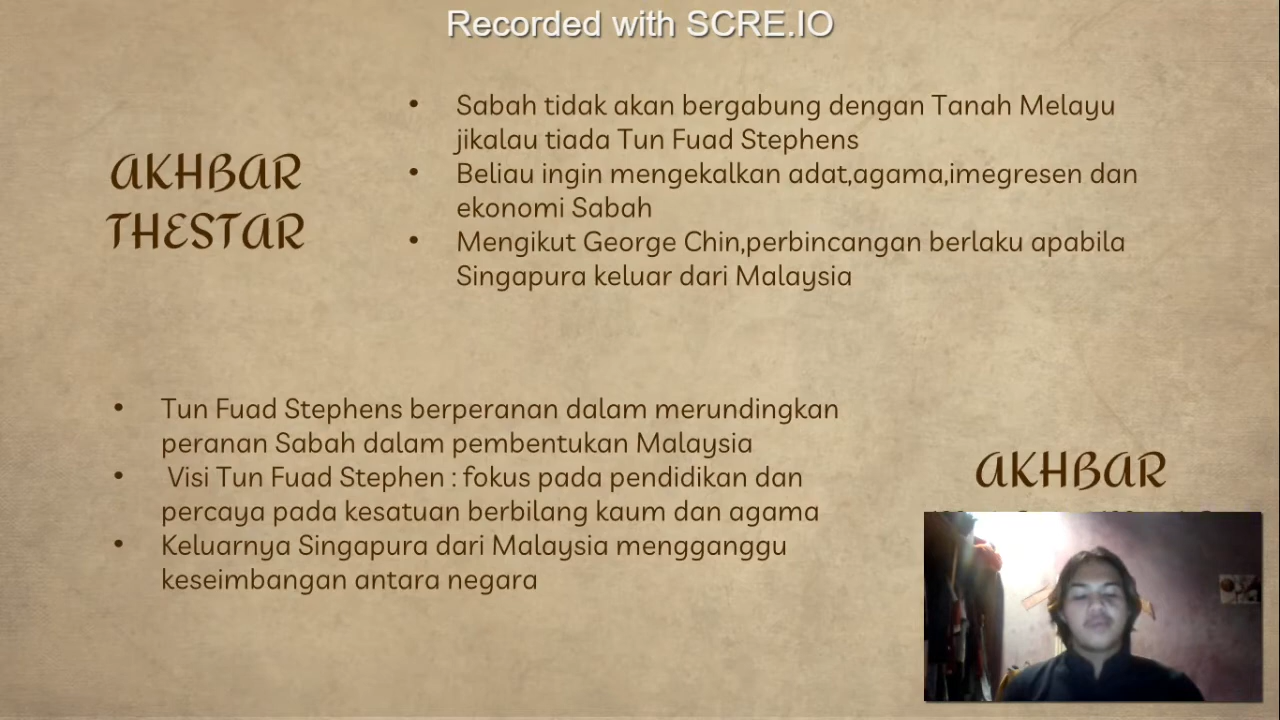 Recorded with SCRE.IO
AKHBAR
THESTAR
• Sabah tidak akan bergabung dengan Tanah Melayu
jikalau tiada Tun Fuad Stephens
• Beliau ingin mengekalkan adat,agama,imegresen dan
ekonomi Sabah
• Mengikut George Chin,perbincangan berlaku apabila
Singapura keluar dari Malaysia
• Tun Fuad Stephens berperanan dalam merundingkan
peranan Sabah dalam pembentukan Malaysia
• Visi Tun Fuad Stephen : fokus pada pendidikan dan
percaya pada kesatuan berbilang kaum dan agama
• Keluarnya Singapura dari Malaysia mengganggu
keseimbangan antara negara
AKHBAR